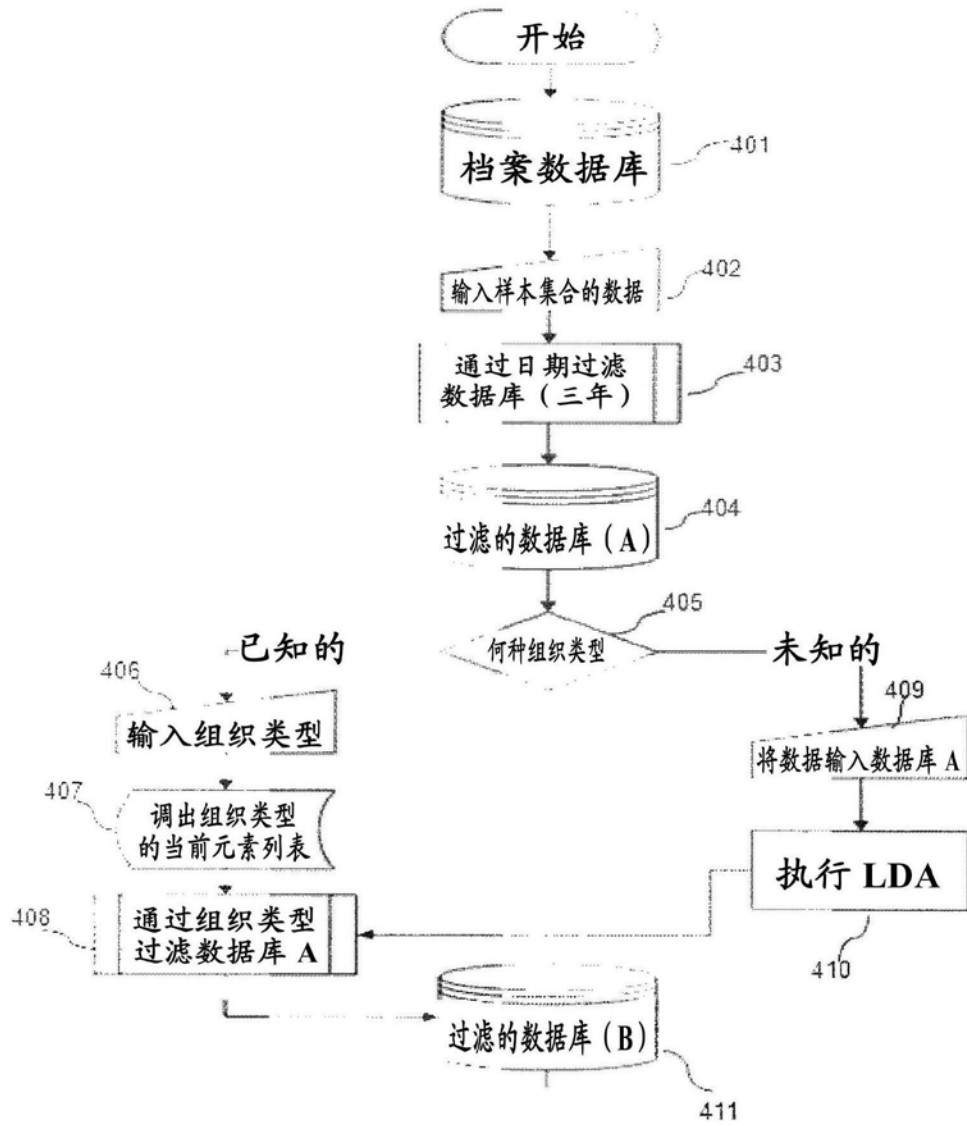 开始
档案数据库
401
402
输入样本集合的数据
通过日期过滤
数据库（三年）
403
过滤的数据库（A）
404
405
何种组织类型
已知的
未知的
406
输入组织类型
409
将数据输入数据库 A
407
调出组织类型
的当前元素列表
执行 LDA
410
408
通过组织类型
过滤数据库 A
过滤的数据库（B）
411